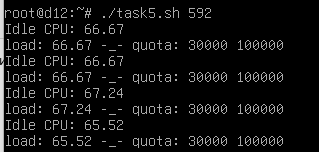 root@d12:~# ./task5.sh 592
Idle CPU: 66.67
load: 66.67 -_- quota: 30000 100000
Idle CPU: 66.67
load: 66.67 -_- quota: 30000 100000
Idle CPU: 67.24
load: 67.24 -_- quota: 30000 100000
Idle CPU: 65.52
load: 65.52 -_- quota: 30000 100000